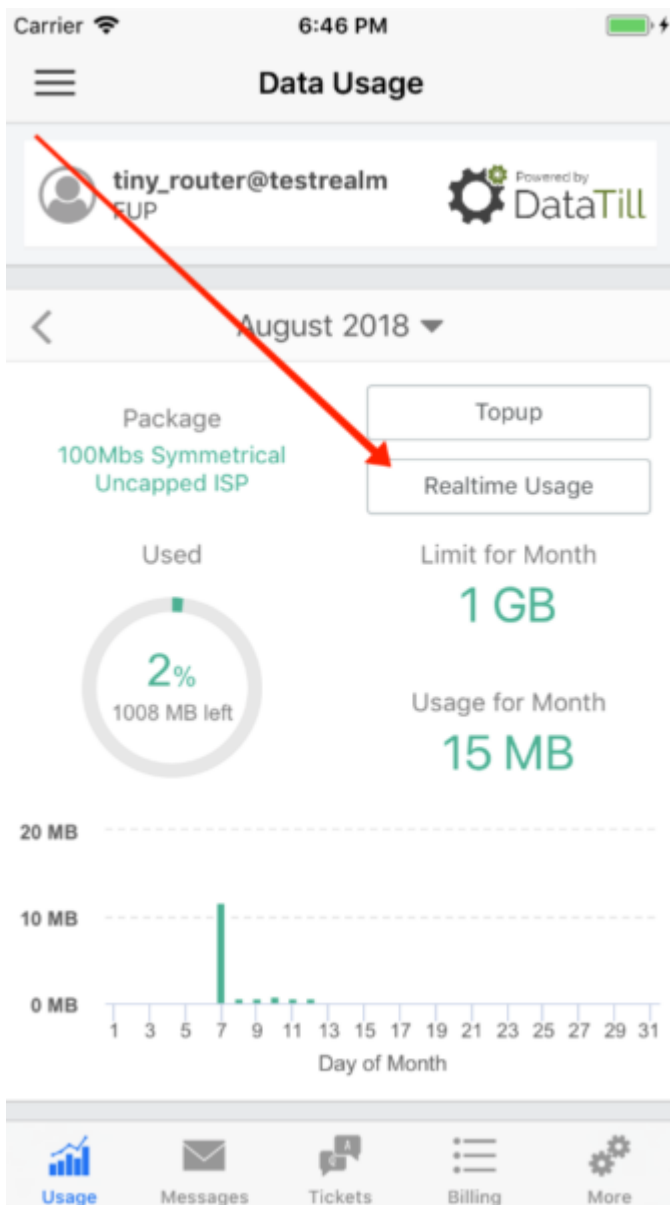 Carrier 6:46 PM
Data Usage
tiny_router@testrealm
FUP
Powered by
DataTill
August 2018
Package
100Mbs Symmetrical
Uncapped ISP
Topup
Realtime Usage
Used
2%
1008 MB left
Limit for Month
1 GB
Usage for Month
15 MB
20 MB
10 MB
0 MB
1 3 5 7 9 11 13 15 17 19 21 23 25 27 29 31
Day of Month
Usage Messages Tickets Billing More